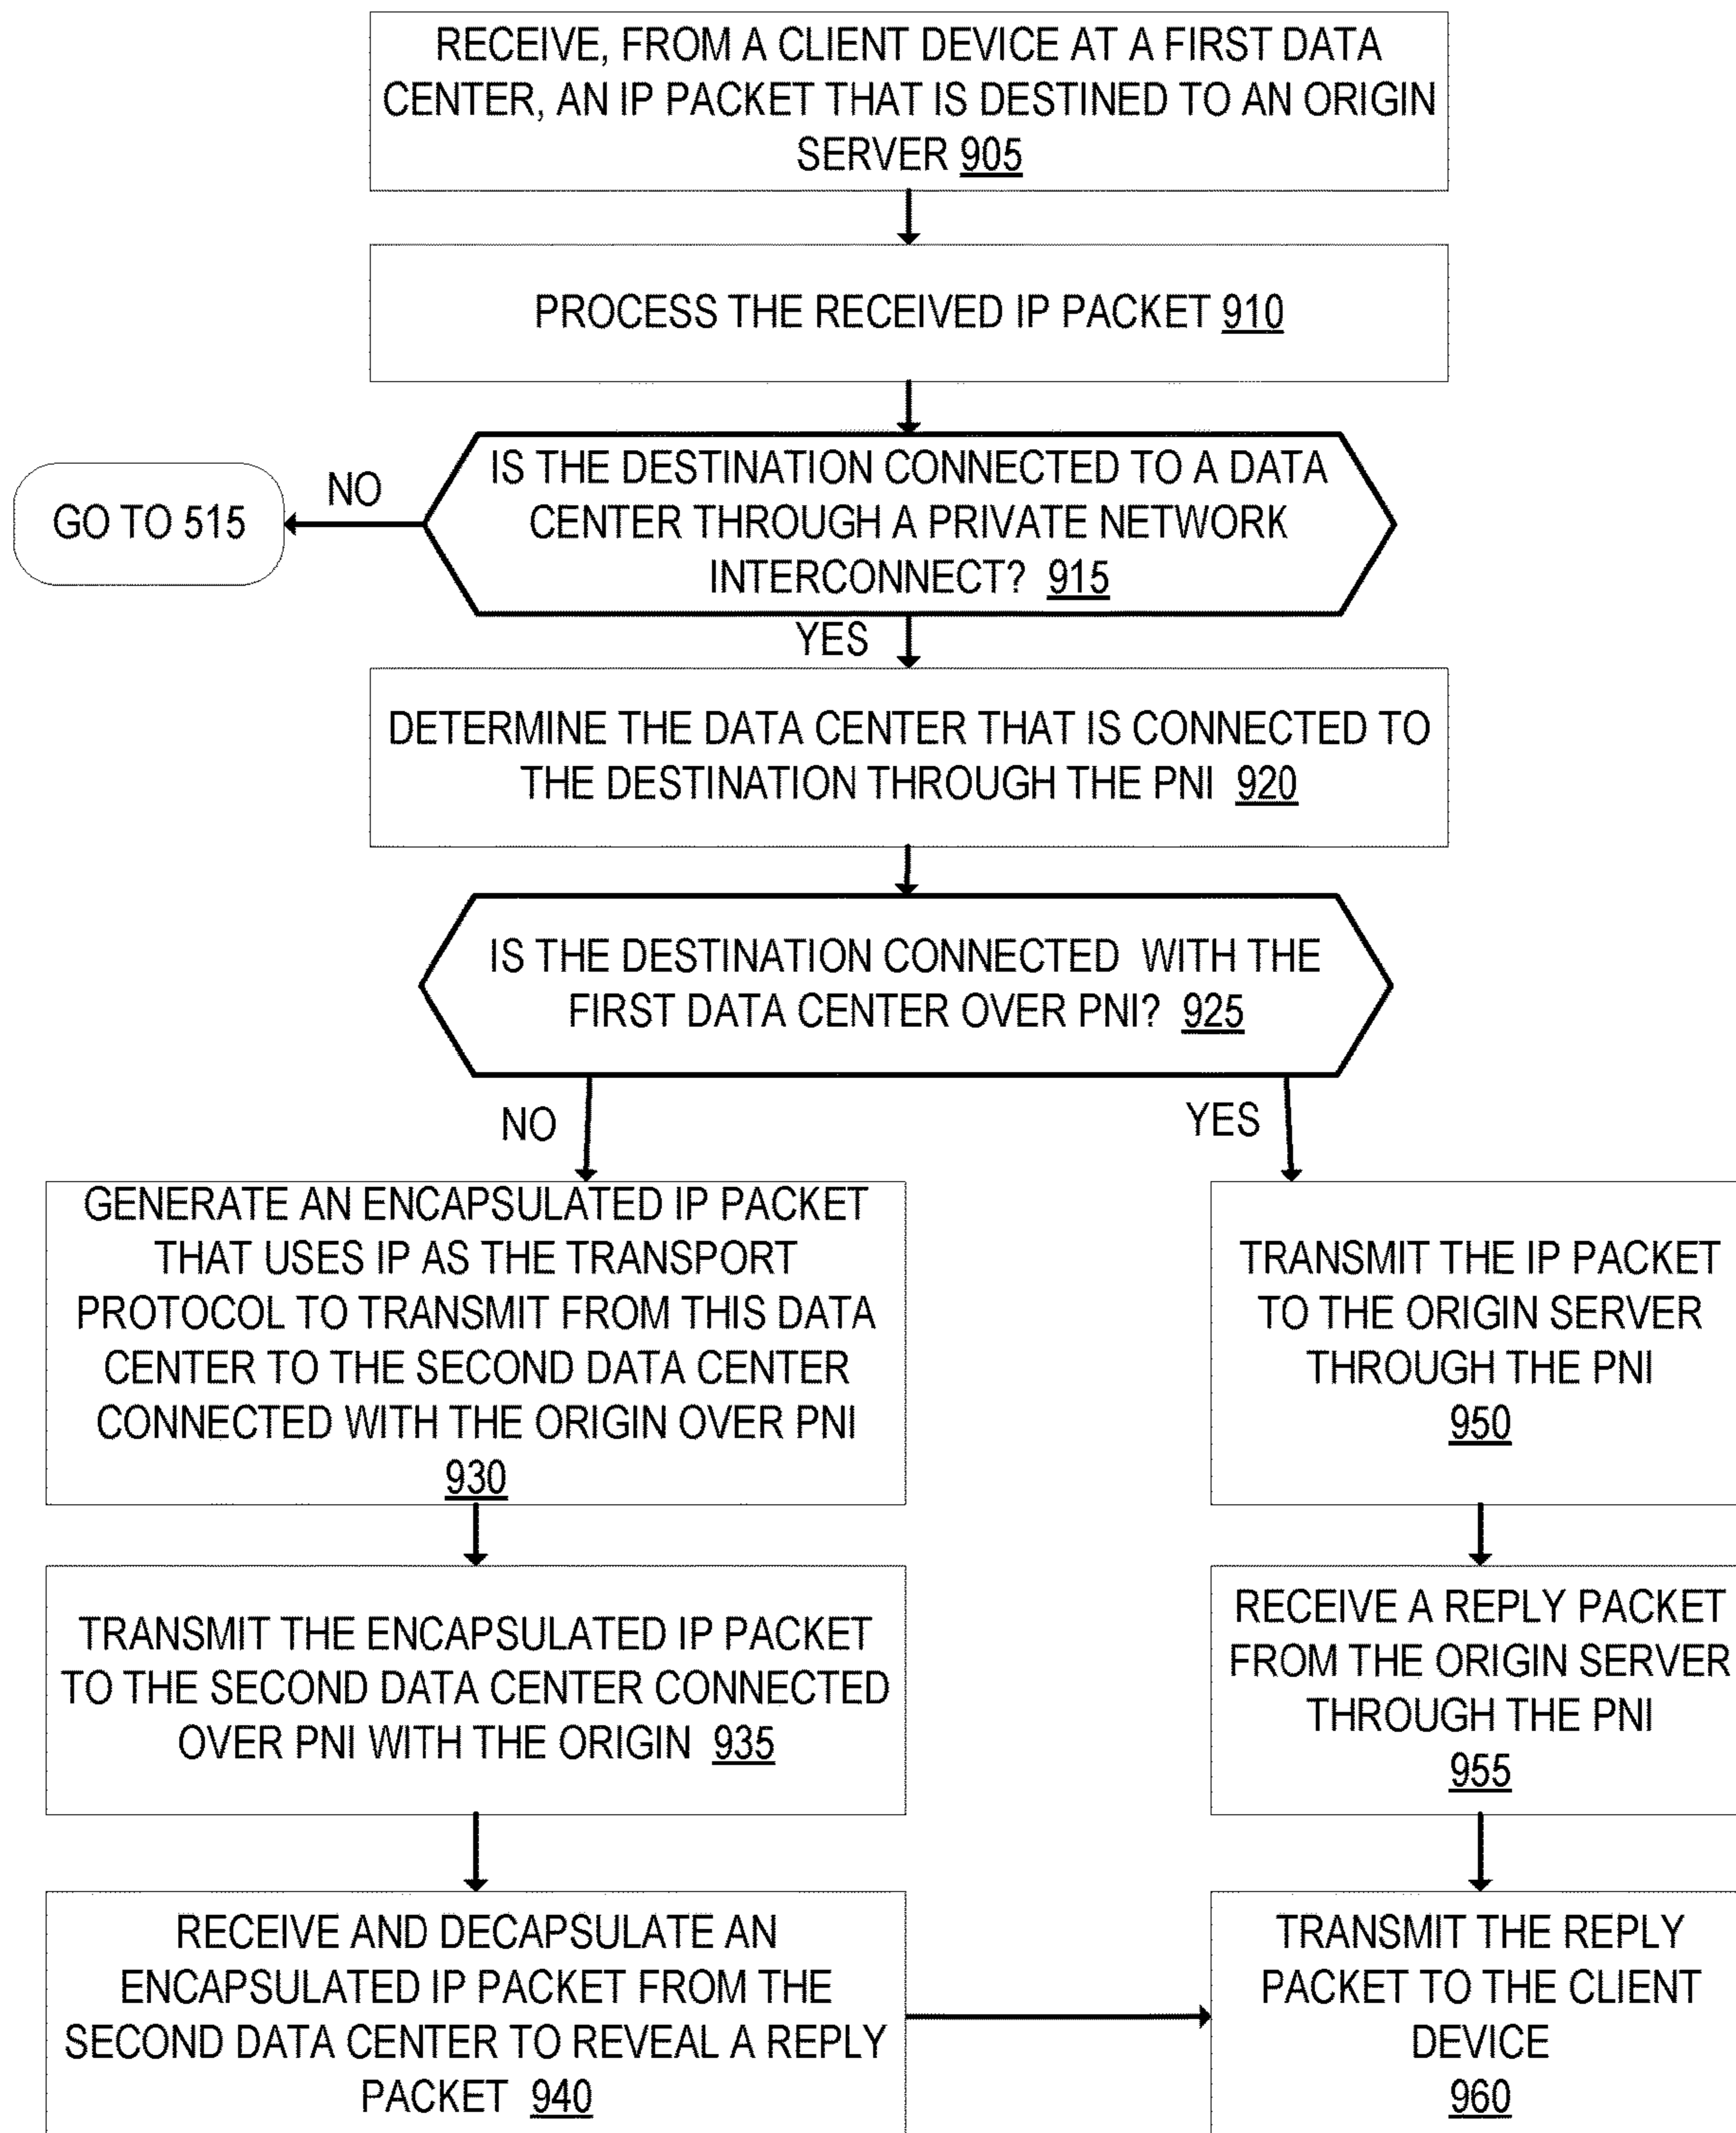 RECEIVE, FROM A CLIENT DEVICE AT A FIRST DATA
CENTER, AN IP PACKET THAT IS DESTINED TO AN ORIGIN
SERVER 905
PROCESS THE RECEIVED IP PACKET 910
IS THE DESTINATION CONNECTED TO A DATA
CENTER THROUGH A PRIVATE NETWORK
INTERCONNECT? 915
NO
GO TO 515
YES
DETERMINE THE DATA CENTER THAT IS CONNECTED TO
THE DESTINATION THROUGH THE PNI 920
IS THE DESTINATION CONNECTED WITH THE
FIRST DATA CENTER OVER PNI? 925
NO
YES
GENERATE AN ENCAPSULATED IP PACKET
THAT USES IP AS THE TRANSPORT
PROTOCOL TO TRANSMIT FROM THIS DATA
CENTER TO THE SECOND DATA CENTER
CONNECTED WITH THE ORIGIN OVER PNI
930
TRANSMIT THE IP PACKET
TO THE ORIGIN SERVER
THROUGH THE PNI
950
TRANSMIT THE ENCAPSULATED IP PACKET
TO THE SECOND DATA CENTER CONNECTED
OVER PNI WITH THE ORIGIN 935
RECEIVE A REPLY PACKET
FROM THE ORIGIN SERVER
THROUGH THE PNI
955
RECEIVE AND DECAPSULATE AN
ENCAPSULATED IP PACKET FROM THE
SECOND DATA CENTER TO REVEAL A REPLY
PACKET 940
TRANSMIT THE REPLY
PACKET TO THE CLIENT
DEVICE
960